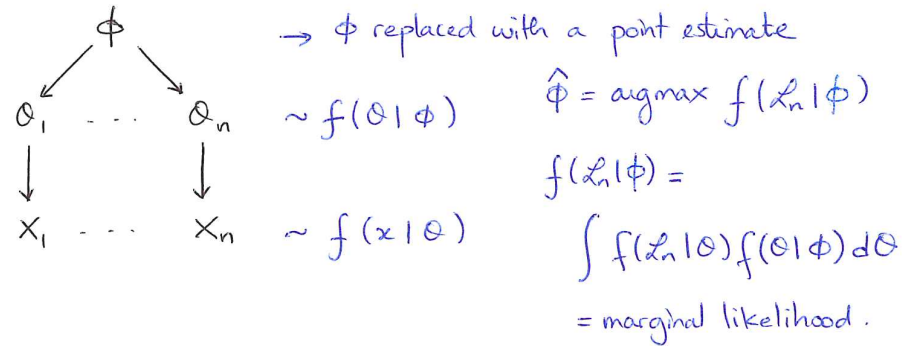 ϕ → ϕ replaced with a point estimate
θ₁ ... θₙ ~ f(θ|ϕ) ϕ̂ = argmax f(ℒₙ|ϕ)
f(ℒₙ|ϕ) =
X₁ ... Xₙ ~ f(x|θ) ∫ f(ℒₙ|θ) f(θ|ϕ) dθ
= marginal likelihood.